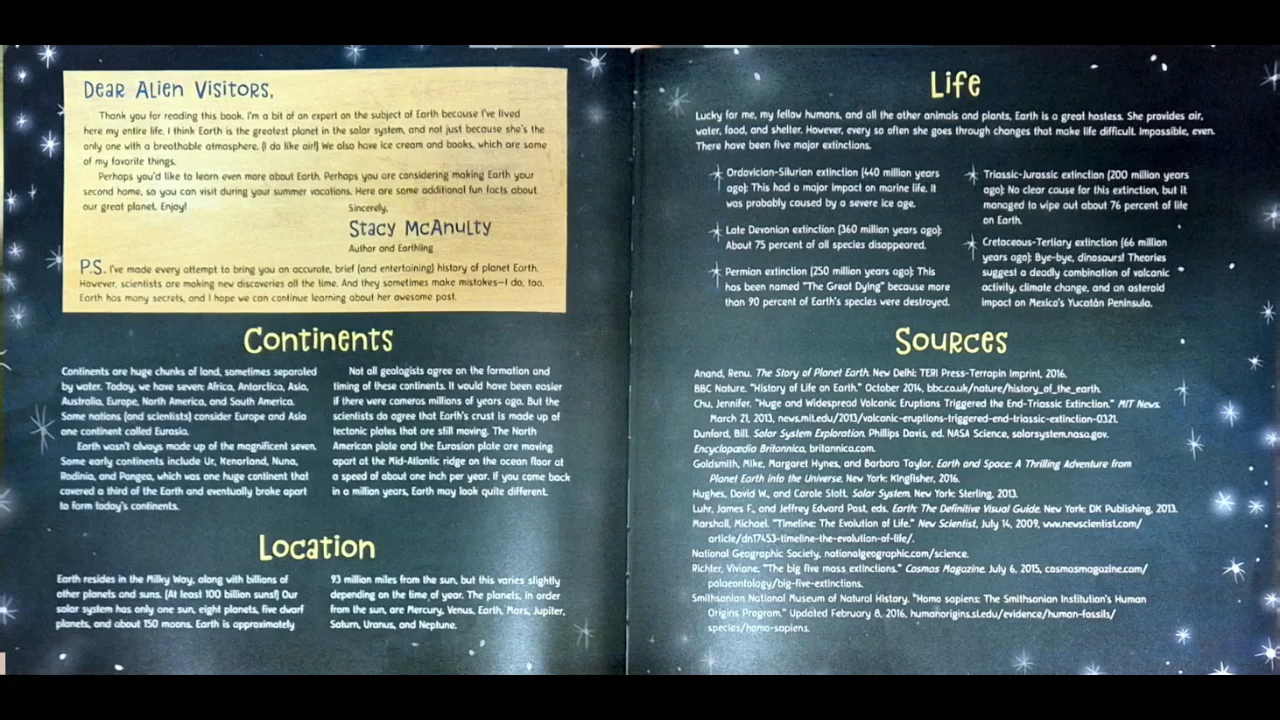 Dear Alien Visitors,
Thank you for reading this book. I'm a bit of an expert on the subject of Earth because I've lived
here my entire life. I think Earth is the greatest planet in the solar system, and not just because she's the
only one with a breathable atmosphere. (I do like air!) We also have ice cream and books, which are some
of my favorite things.
Perhaps you'd like to learn even more about Earth. Perhaps you are considering making Earth your
second home, so you can visit during your summer vacations. Here are some additional fun facts about
our great planet. Enjoy!
Sincerely,
Stacy McAnulty
Author and Earthling
P.S. I've made every attempt to bring you an accurate, brief (and entertaining) history of planet Earth.
However, scientists are making new discoveries all the time. And they sometimes make mistakes—I do, too.
Earth has many secrets, and I hope we can continue learning about her awesome past.
Continents
Continents are huge chunks of land, sometimes separated
by water. Today, we have seven: Africa, Antarctica, Asia,
Australia, Europe, North America, and South America.
Some nations (and scientists) consider Europe and Asia
one continent called Eurasia.
Earth wasn't always made up of the magnificent seven.
Some early continents include Ur, Kenorland, Nuna,
Rodinia, and Pangea, which was one huge continent that
covered a third of the Earth and eventually broke apart
to form today's continents.
Not all geologists agree on the formation and
timing of these continents. It would have been easier
if there were cameras millions of years ago. But the
scientists do agree that Earth's crust is made up of
tectonic plates that are still moving. The North
American plate and the Eurasian plate are moving
apart at the Mid-Atlantic ridge on the ocean floor at
a speed of about one inch per year. If you come back
in a million years, Earth may look quite different.
Location
Earth resides in the Milky Way, along with billions of
other planets and suns. (At least 100 billion suns!) Our
solar system has only one sun, eight planets, five dwarf
planets, and about 150 moons. Earth is approximately
93 million miles from the sun, but this varies slightly
depending on the time of year. The planets, in order
from the sun, are Mercury, Venus, Earth, Mars, Jupiter,
Saturn, Uranus, and Neptune.
Life
Lucky for me, my fellow humans, and all the other animals and plants, Earth is a great hostess. She provides air,
water, food, and shelter. However, every so often she goes through changes that make life difficult. Impossible, even.
There have been five major extinctions.
Ordovician-Silurian extinction (440 million years
ago): This had a major impact on marine life. It
was probably caused by a severe ice age.
Late Devonian extinction (360 million years ago):
About 75 percent of all species disappeared.
Permian extinction (250 million years ago): This
has been named "The Great Dying" because more
than 90 percent of Earth's species were destroyed.
Triassic-Jurassic extinction (200 million years
ago): No clear cause for this extinction, but it
managed to wipe out about 76 percent of life
on Earth.
Cretaceous-Tertiary extinction (66 million
years ago): Bye-bye, dinosaurs! Theories
suggest a deadly combination of volcanic
activity, climate change, and an asteroid
impact on Mexico's Yucatán Peninsula.
Sources
Anand, Renu. The Story of Planet Earth. New Delhi: TERI Press-Terrapin Imprint, 2016.
BBC Nature. "History of Life on Earth." October 2014, bbc.co.uk/nature/history_of_the_earth.
Chu, Jennifer. "Huge and Widespread Volcanic Eruptions Triggered the End-Triassic Extinction." MIT News.
March 21, 2013, news.mit.edu/2013/volcanic-eruptions-triggered-end-triassic-extinction-0321.
Dunford, Bill. Solar System Exploration. Phillips Davis, ed. NASA Science, solarsystem.nasa.gov.
Encyclopædia Britannica, britannica.com.
Goldsmith, Mike, Margaret Hynes, and Barbara Taylor. Earth and Space: A Thrilling Adventure from
Planet Earth into the Universe. New York: Kingfisher, 2016.
Hughes, David W., and Carole Stott. Solar System. New York: Sterling, 2013.
Luhr, James F., and Jeffrey Edward Post, eds. Earth: The Definitive Visual Guide. New York: DK Publishing, 2013.
Marshall, Michael. "Timeline: The Evolution of Life." New Scientist, July 14, 2009, www.newscientist.com/
article/dn17453-timeline-the-evolution-of-life/.
National Geographic Society, nationalgeographic.com/science.
Richter, Viviane. "The big five mass extinctions." Cosmos Magazine. July 6, 2015, cosmosmagazine.com/
palaeontology/big-five-extinctions.
Smithsonian National Museum of Natural History. "Homo sapiens: The Smithsonian Institution's Human
Origins Program." Updated February 8, 2016, humanorigins.si.edu/evidence/human-fossils/
species/homo-sapiens.